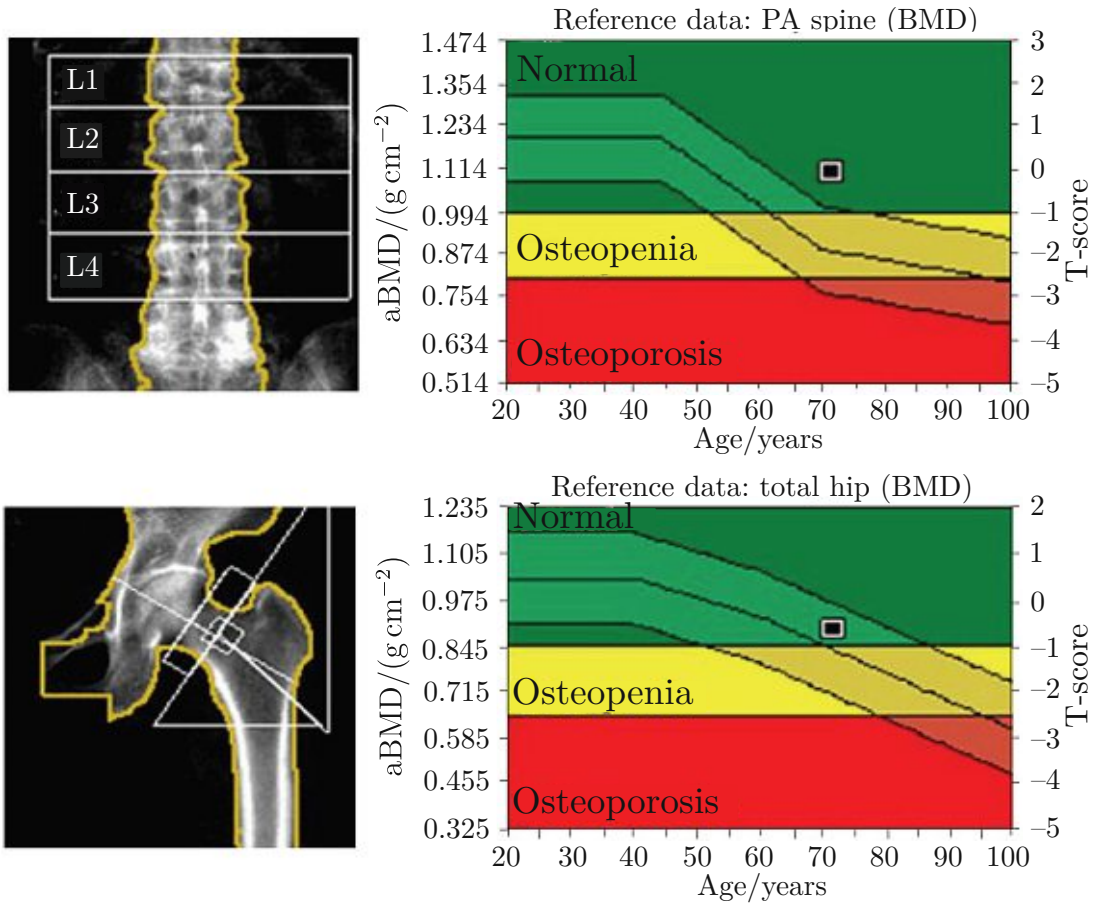 L1
L2
L3
L4
Reference data: PA spine (BMD)
aBMD/(g cm⁻²)
1.474
1.354
1.234
1.114
0.994
0.874
0.754
0.634
0.514
Normal
Osteopenia
Osteoporosis
3
2
1
0
−1
−2
−3
−4
−5
T-score
20 30 40 50 60 70 80 90 100
Age/years
Reference data: total hip (BMD)
aBMD/(g cm⁻²)
1.235
1.105
0.975
0.845
0.715
0.585
0.455
0.325
Normal
Osteopenia
Osteoporosis
2
1
0
−1
−2
−3
−4
−5
T-score
20 30 40 50 60 70 80 90 100
Age/years